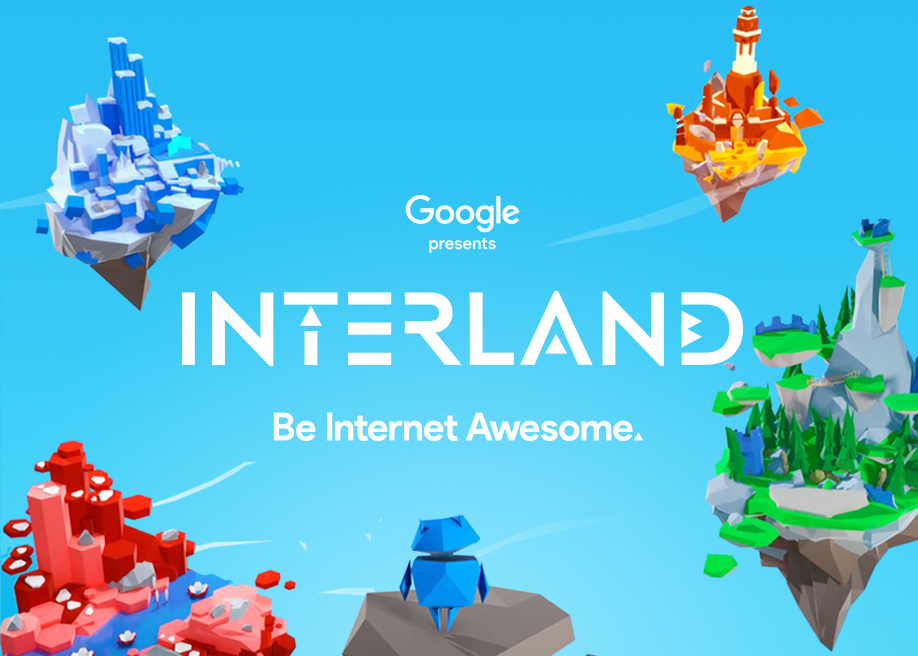 Google
presents
INTERLAND
Be Internet Awesome.